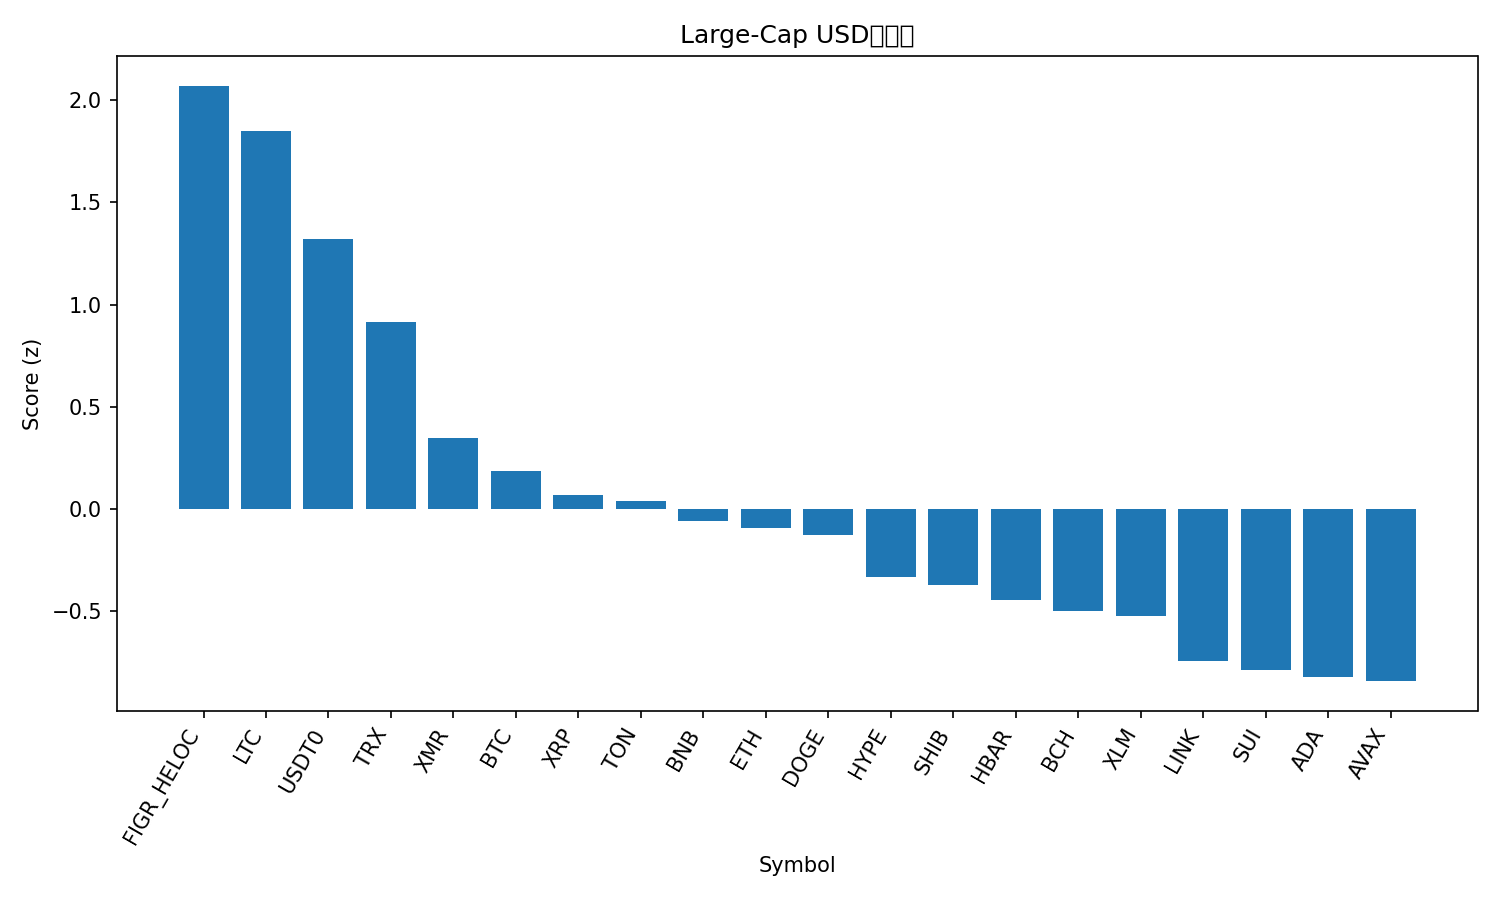 Large-Cap USD
2.0
1.5
1.0
0.5
0.0
−0.5
Score (z)
FIGR_HELOC
LTC
USDT0
TRX
XMR
BTC
XRP
TON
BNB
ETH
DOGE
HYPE
SHIB
HBAR
BCH
XLM
LINK
SUI
ADA
AVAX
Symbol